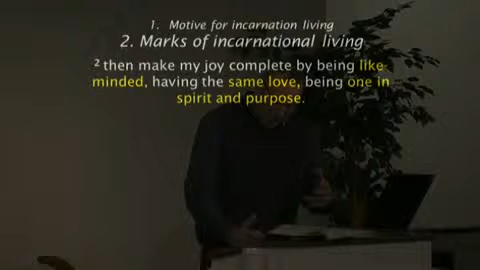 1. Motive for incarnation living
2. Marks of incarnational living
2 then make my joy complete by being like-
minded, having the same love, being one in
spirit and purpose.